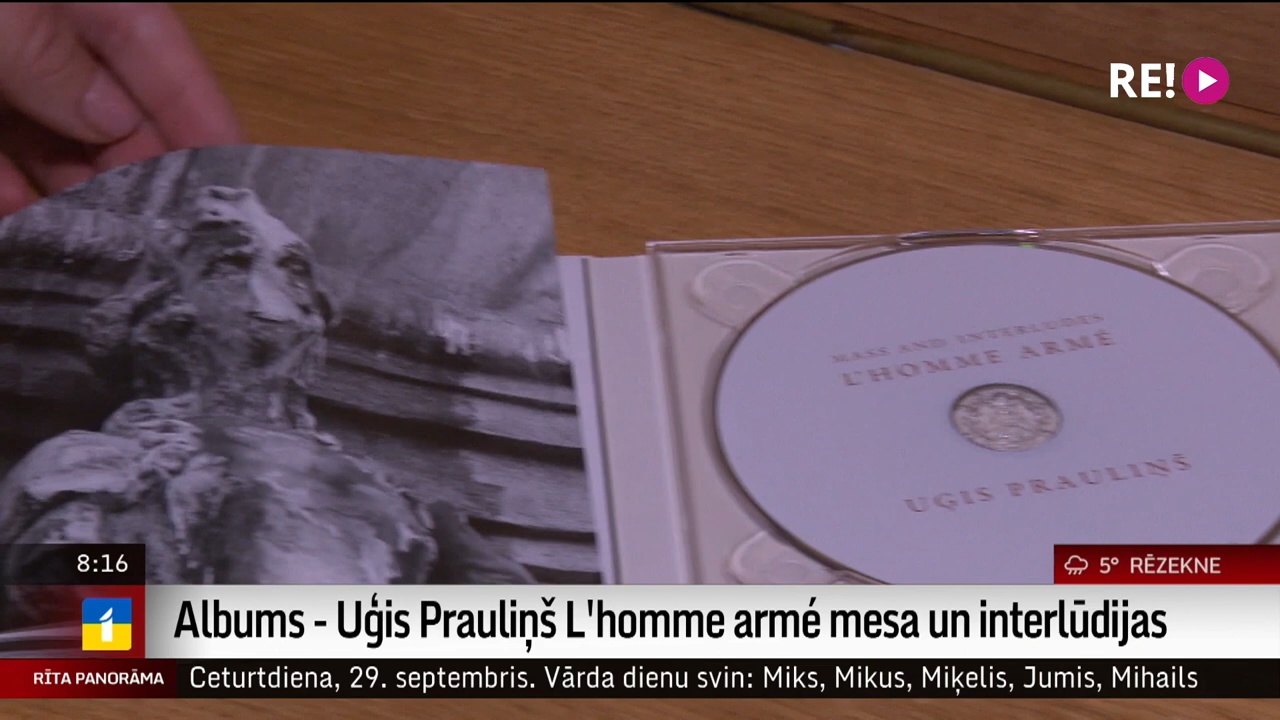 RE!
MASS AND INTERLUDES
L'HOMME ARMÉ
UĢIS PRAULIŅŠ
8:16
5° RĒZEKNE
1
Albums - Uģis Prauliņš L'homme armé mesa un interlūdijas
RĪTA PANORĀMA
Ceturtdiena, 29. septembris. Vārda dienu svin: Miks, Mikus, Miķelis, Jumis, Mihails